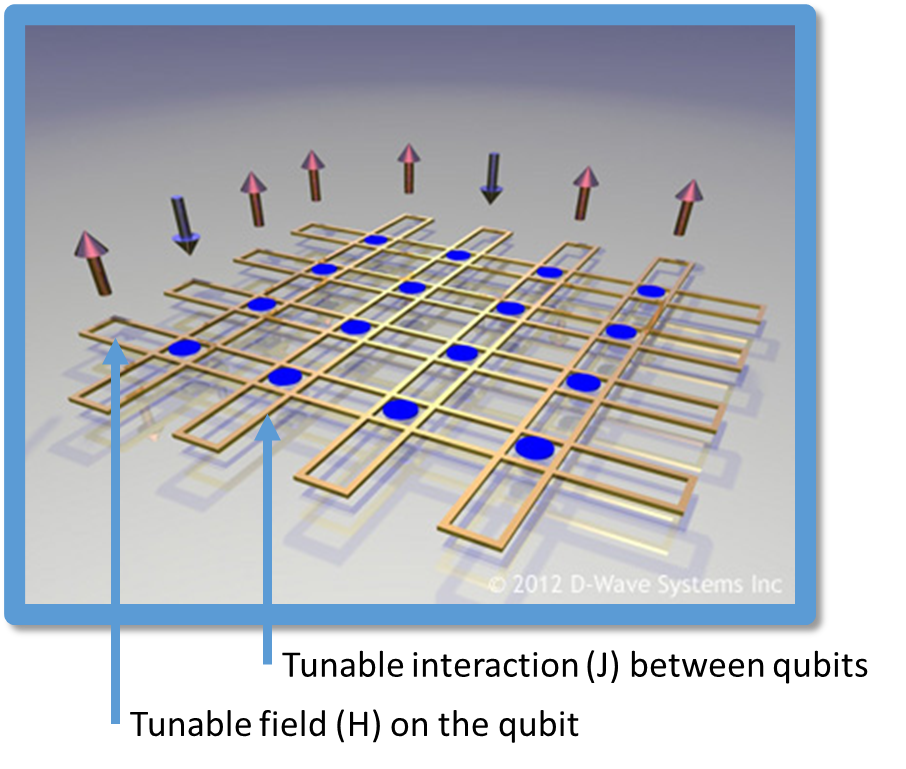 © 2012 D-Wave Systems Inc
Tunable interaction (J) between qubits
Tunable field (H) on the qubit